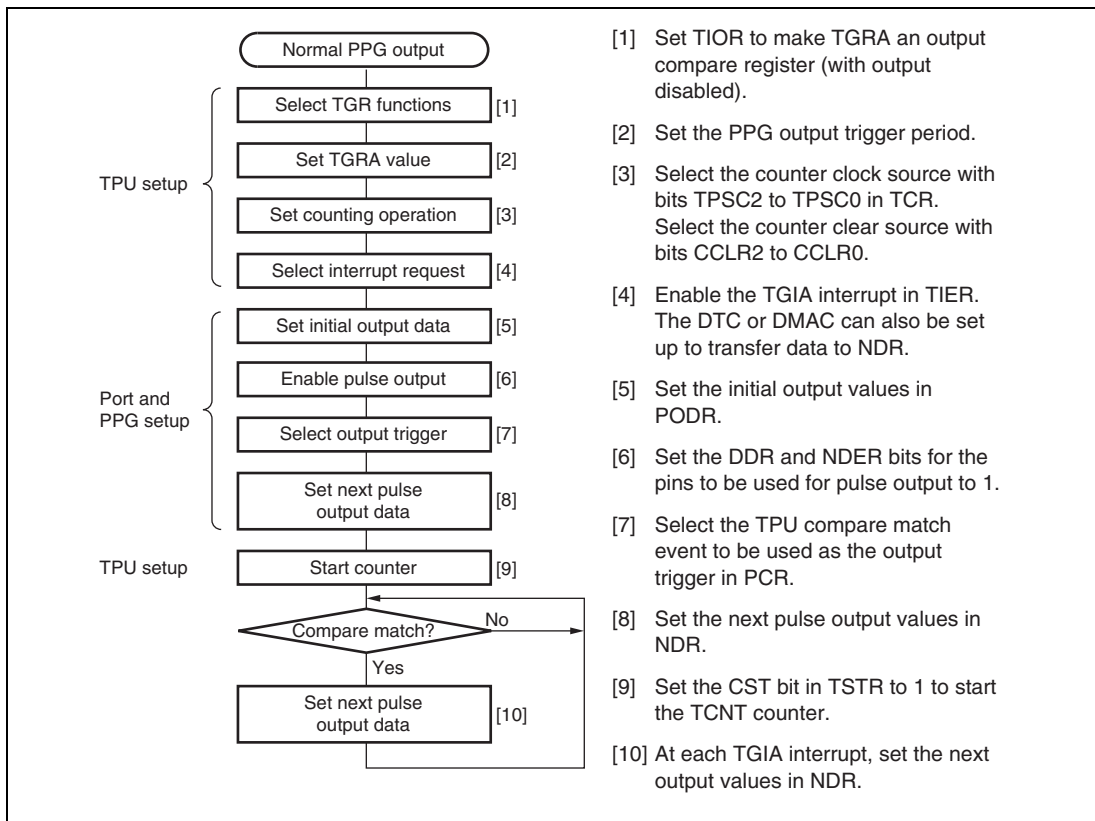 Normal PPG output
Select TGR functions [1]
Set TGRA value [2]
TPU setup
Set counting operation [3]
Select interrupt request [4]
Set initial output data [5]
Enable pulse output [6]
Port and
PPG setup
Select output trigger [7]
Set next pulse
output data [8]
TPU setup
Start counter [9]
Compare match?
No
Yes
Set next pulse
output data [10]
[1] Set TIOR to make TGRA an output
compare register (with output
disabled).
[2] Set the PPG output trigger period.
[3] Select the counter clock source with
bits TPSC2 to TPSC0 in TCR.
Select the counter clear source with
bits CCLR2 to CCLR0.
[4] Enable the TGIA interrupt in TIER.
The DTC or DMAC can also be set
up to transfer data to NDR.
[5] Set the initial output values in
PODR.
[6] Set the DDR and NDER bits for the
pins to be used for pulse output to 1.
[7] Select the TPU compare match
event to be used as the output
trigger in PCR.
[8] Set the next pulse output values in
NDR.
[9] Set the CST bit in TSTR to 1 to start
the TCNT counter.
[10] At each TGIA interrupt, set the next
output values in NDR.